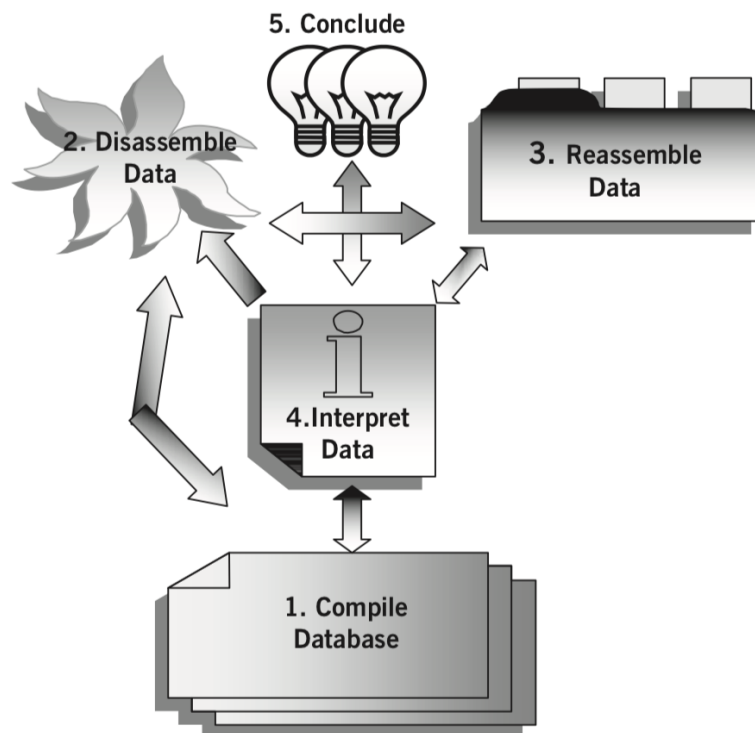 5. Conclude
2. Disassemble
Data
3. Reassemble
Data
4.Interpret
Data
1. Compile
Database